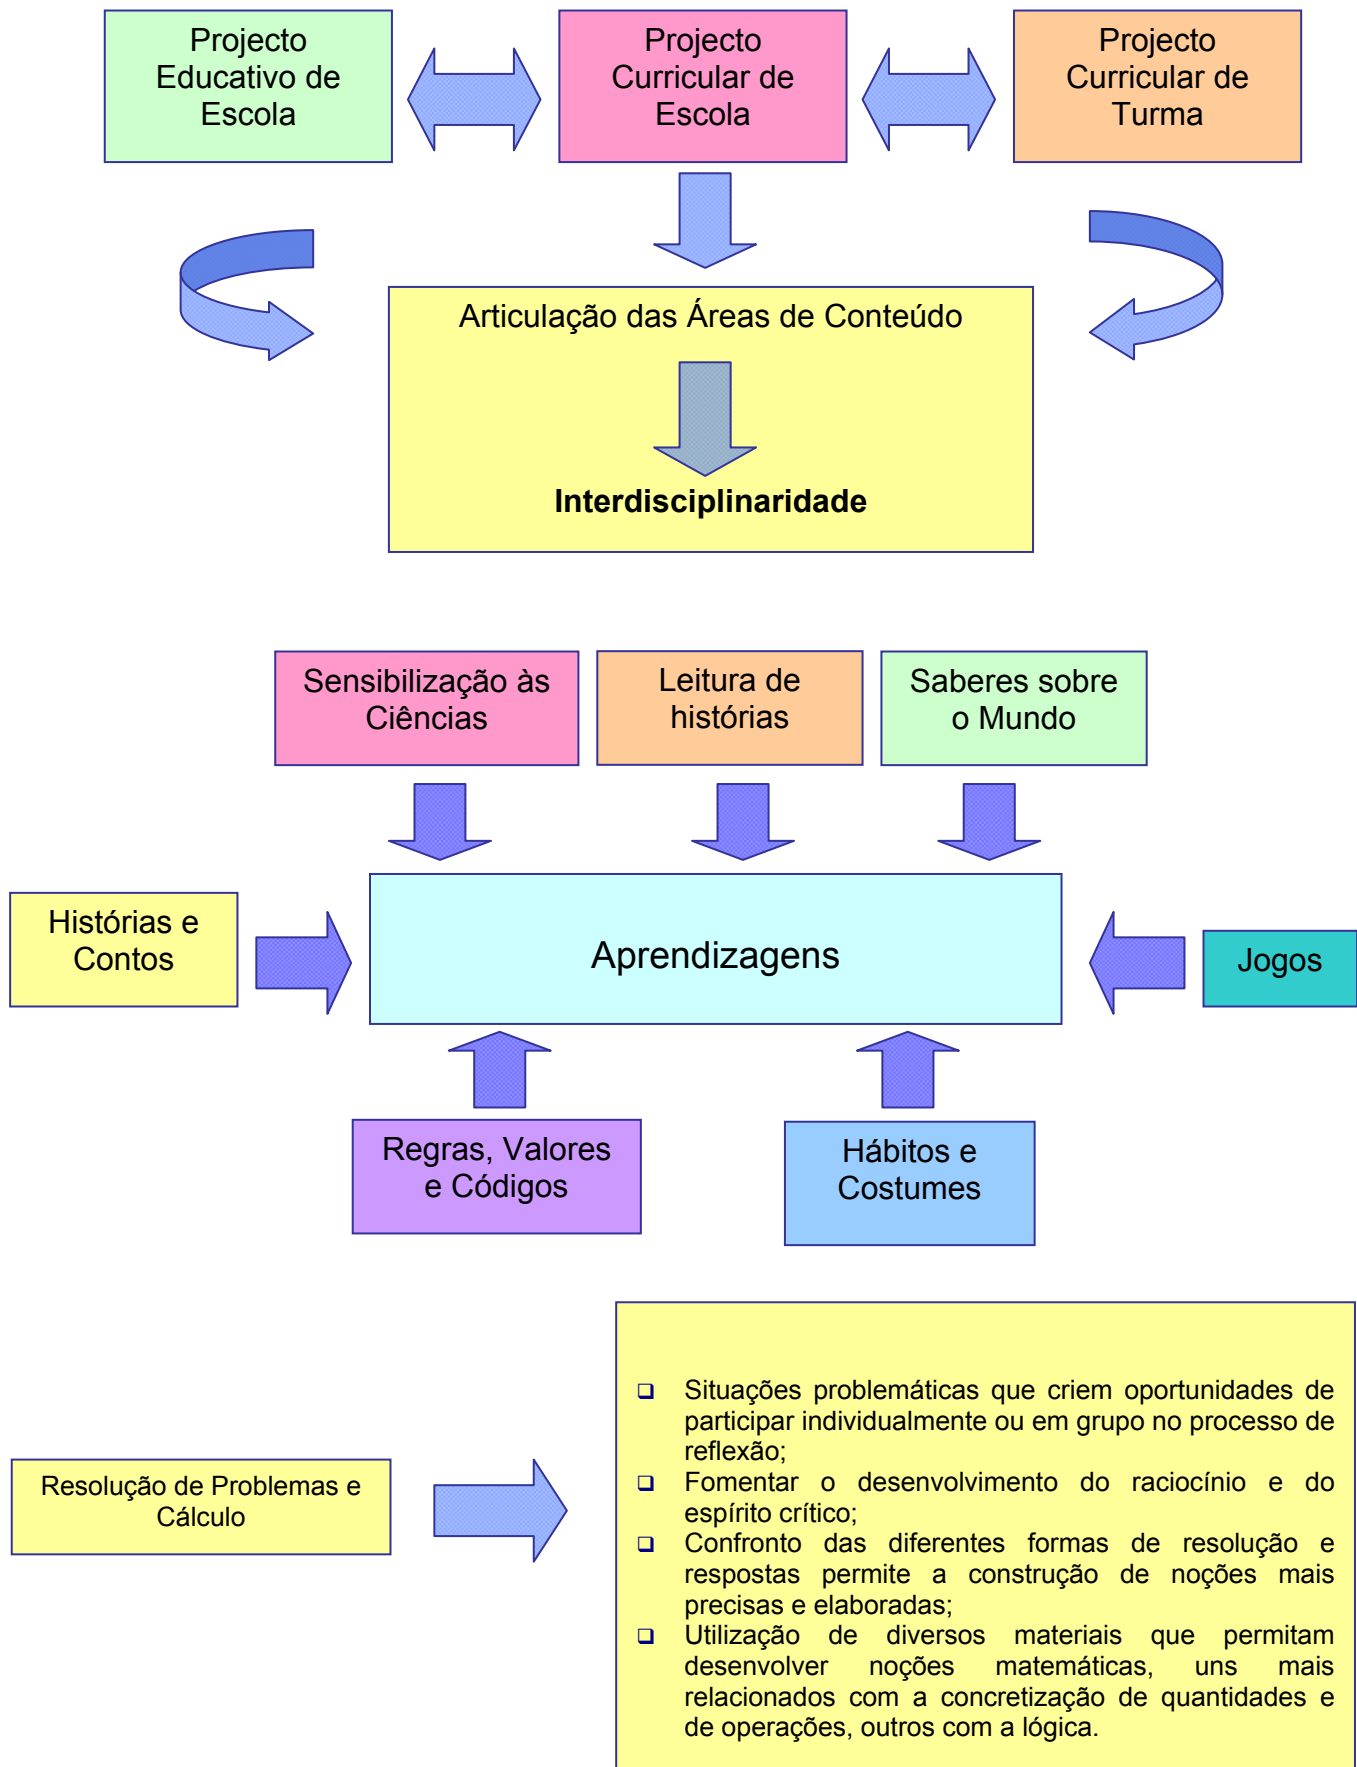 Projecto
Educativo de
Escola
Projecto
Curricular de
Escola
Projecto
Curricular de
Turma
Articulação das Áreas de Conteúdo
Interdisciplinaridade
Sensibilização às
Ciências
Leitura de
histórias
Saberes sobre
o Mundo
Histórias e
Contos
Aprendizagens
Jogos
Regras, Valores
e Códigos
Hábitos e
Costumes
Resolução de Problemas e
Cálculo
❑ Situações problemáticas que criem oportunidades de
participar individualmente ou em grupo no processo de
reflexão;
❑ Fomentar o desenvolvimento do raciocínio e do
espírito crítico;
❑ Confronto das diferentes formas de resolução e
respostas permite a construção de noções mais
precisas e elaboradas;
❑ Utilização de diversos materiais que permitam
desenvolver noções matemáticas, uns mais
relacionados com a concretização de quantidades e
de operações, outros com a lógica.